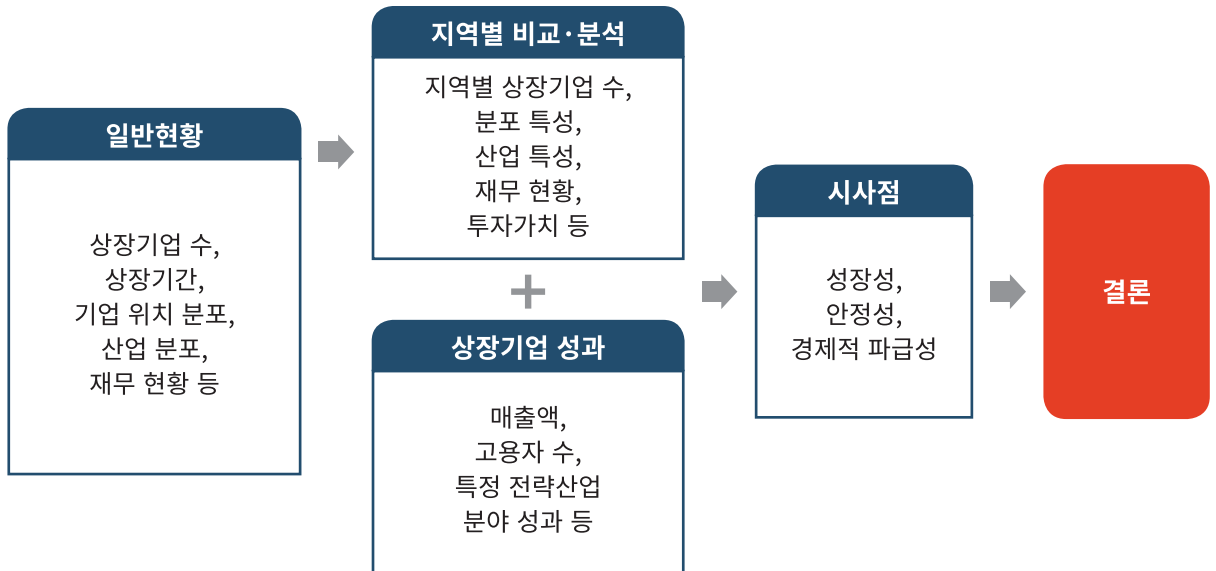 일반현황
상장기업 수,
상장기간,
기업 위치 분포,
산업 분포,
재무 현황 등
지역별 비교·분석
지역별 상장기업 수,
분포 특성,
산업 특성,
재무 현황,
투자가치 등
+
상장기업 성과
매출액,
고용자 수,
특정 전략산업
분야 성과 등
시사점
성장성,
안정성,
경제적 파급성
결론